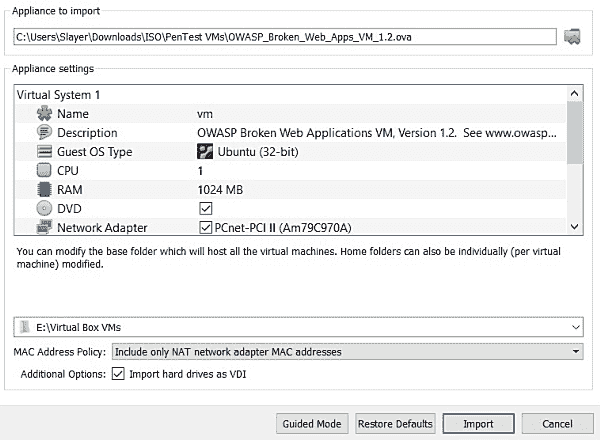 Appliance to import
C:\Users\Slayer\Downloads\ISO\PenTest VMs\OWASP_Broken_Web_Apps_VM_1.2.ova
Appliance settings
Virtual System 1
Name vm
Description OWASP Broken Web Applications VM, Version 1.2. See www.owasp...
Guest OS Type Ubuntu (32-bit)
CPU 1
RAM 1024 MB
DVD
Network Adapter PCnet-PCI II (Am79C970A)
You can modify the base folder which will host all the virtual machines. Home folders can also be individually (per virtual
machine) modified.
E:\Virtual Box VMs
MAC Address Policy: Include only NAT network adapter MAC addresses
Additional Options: Import hard drives as VDI
Guided Mode Restore Defaults Import Cancel